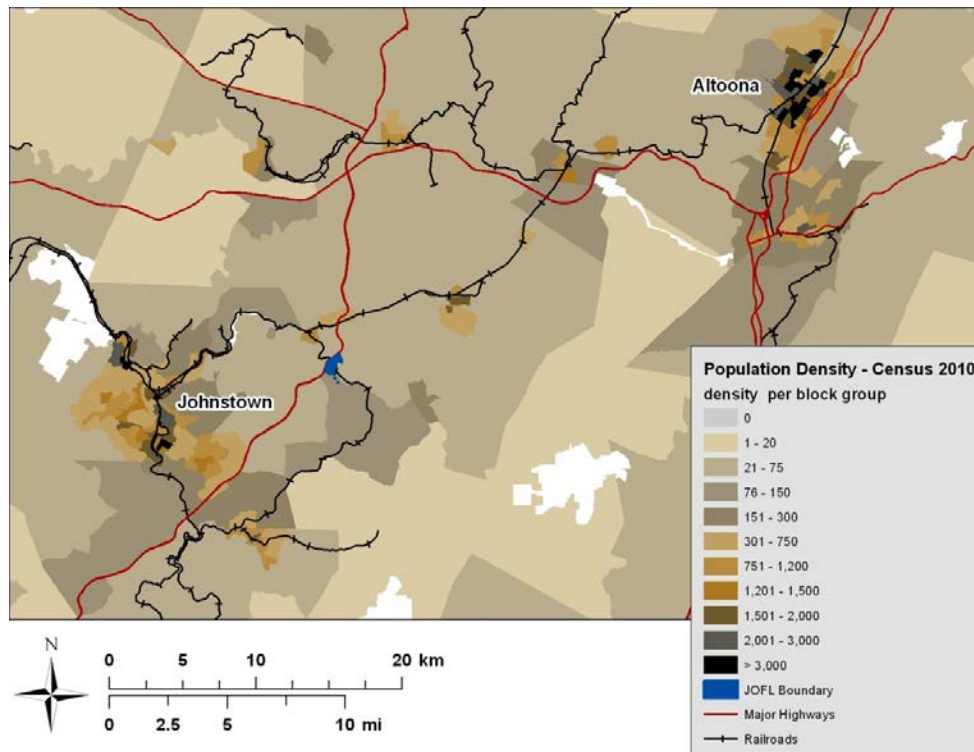 Altoona
Johnstown
Population Density - Census 2010
density per block group
0
1 - 20
21 - 75
76 - 150
151 - 300
301 - 750
751 - 1,200
1,201 - 1,500
1,501 - 2,000
2,001 - 3,000
> 3,000
JOFL Boundary
Major Highways
Railroads
N
0 5 10 20 km
0 2.5 5 10 mi